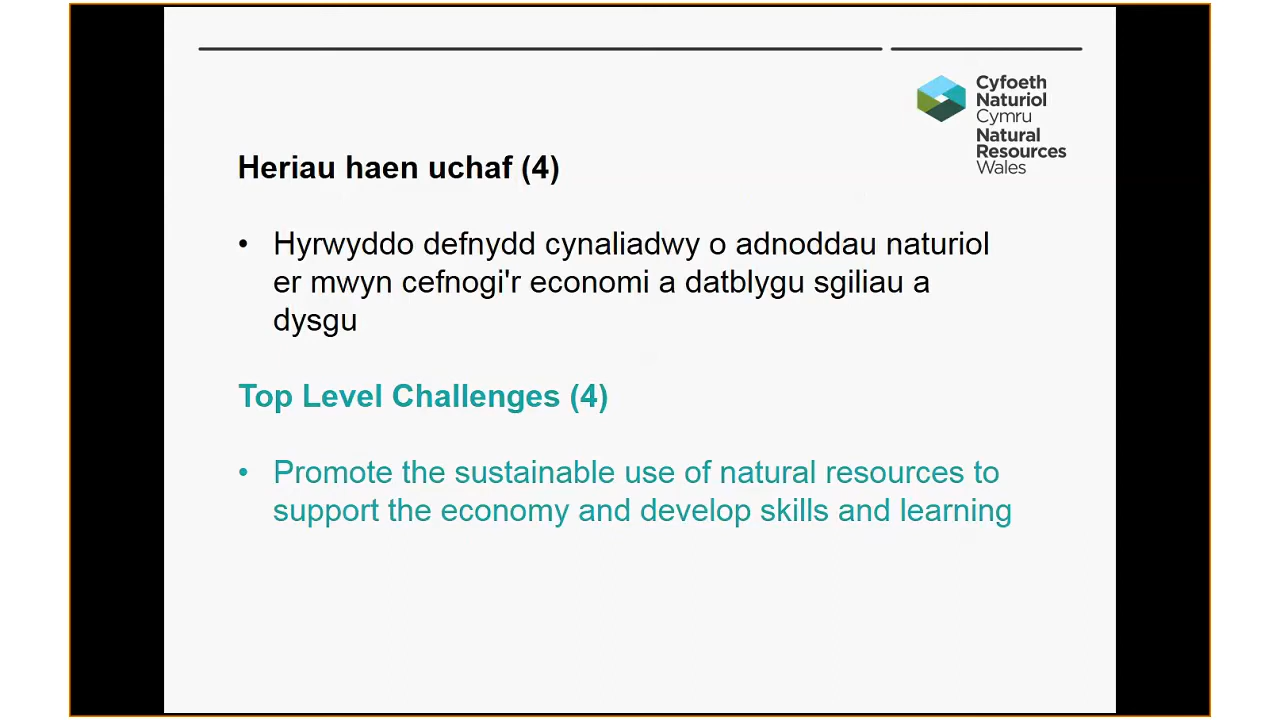 Cyfoeth
Naturiol
Cymru
Natural
Resources
Wales
Heriau haen uchaf (4)
• Hyrwyddo defnydd cynaliadwy o adnoddau naturiol
er mwyn cefnogi'r economi a datblygu sgiliau a
dysgu
Top Level Challenges (4)
• Promote the sustainable use of natural resources to
support the economy and develop skills and learning